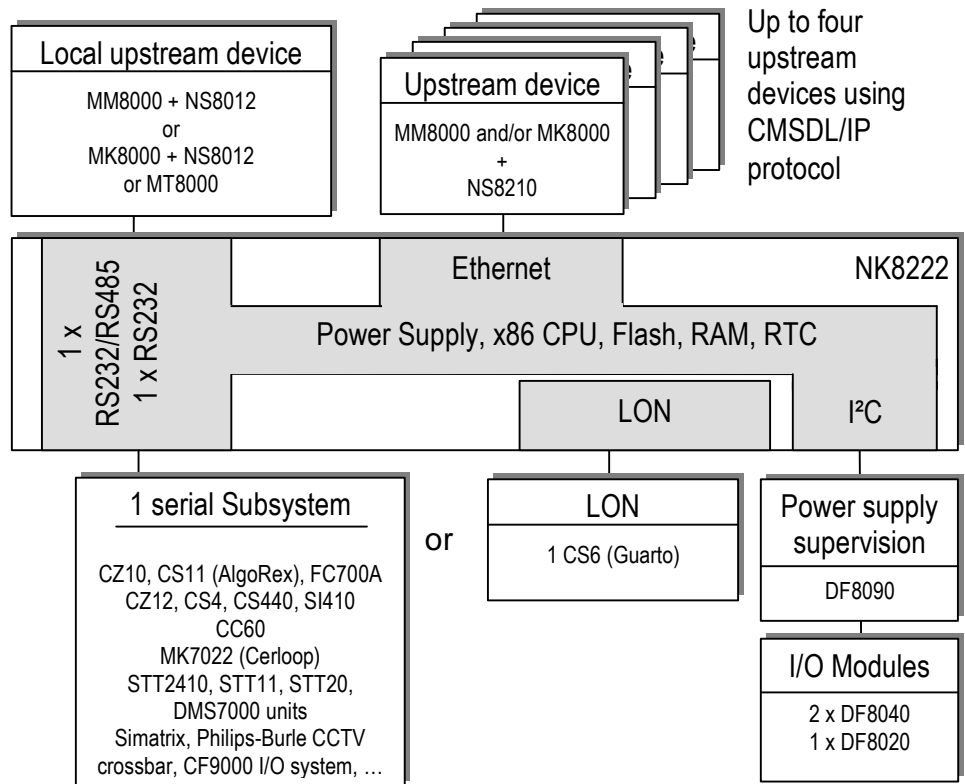 Local upstream device
MM8000 + NS8012
or
MK8000 + NS8012
or MT8000
Upstream device
MM8000 and/or MK8000
+
NS8210
Up to four
upstream
devices using
CMSDL/IP
protocol
1 x
RS232/RS485
1 x RS232
Ethernet
NK8222
Power Supply, x86 CPU, Flash, RAM, RTC
LON
I²C
1 serial Subsystem
CZ10, CS11 (AlgoRex), FC700A
CZ12, CS4, CS440, SI410
CC60
MK7022 (Cerloop)
STT2410, STT11, STT20,
DMS7000 units
Simatrix, Philips-Burle CCTV
crossbar, CF9000 I/O system, …
or
LON
1 CS6 (Guarto)
Power supply
supervision
DF8090
I/O Modules
2 x DF8040
1 x DF8020